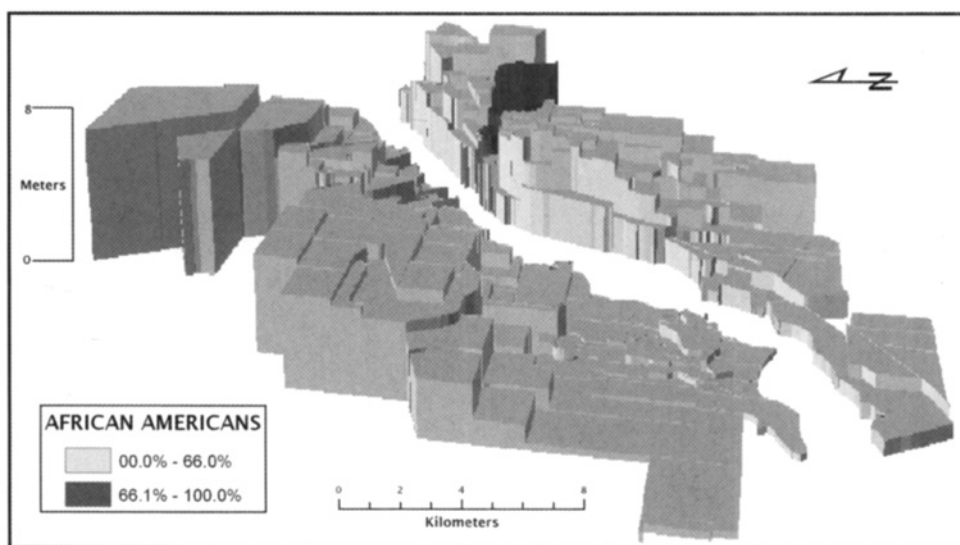 N
8
Meters
0
AFRICAN AMERICANS
00.0% - 66.0%
66.1% - 100.0%
0 2 4 6 8
Kilometers